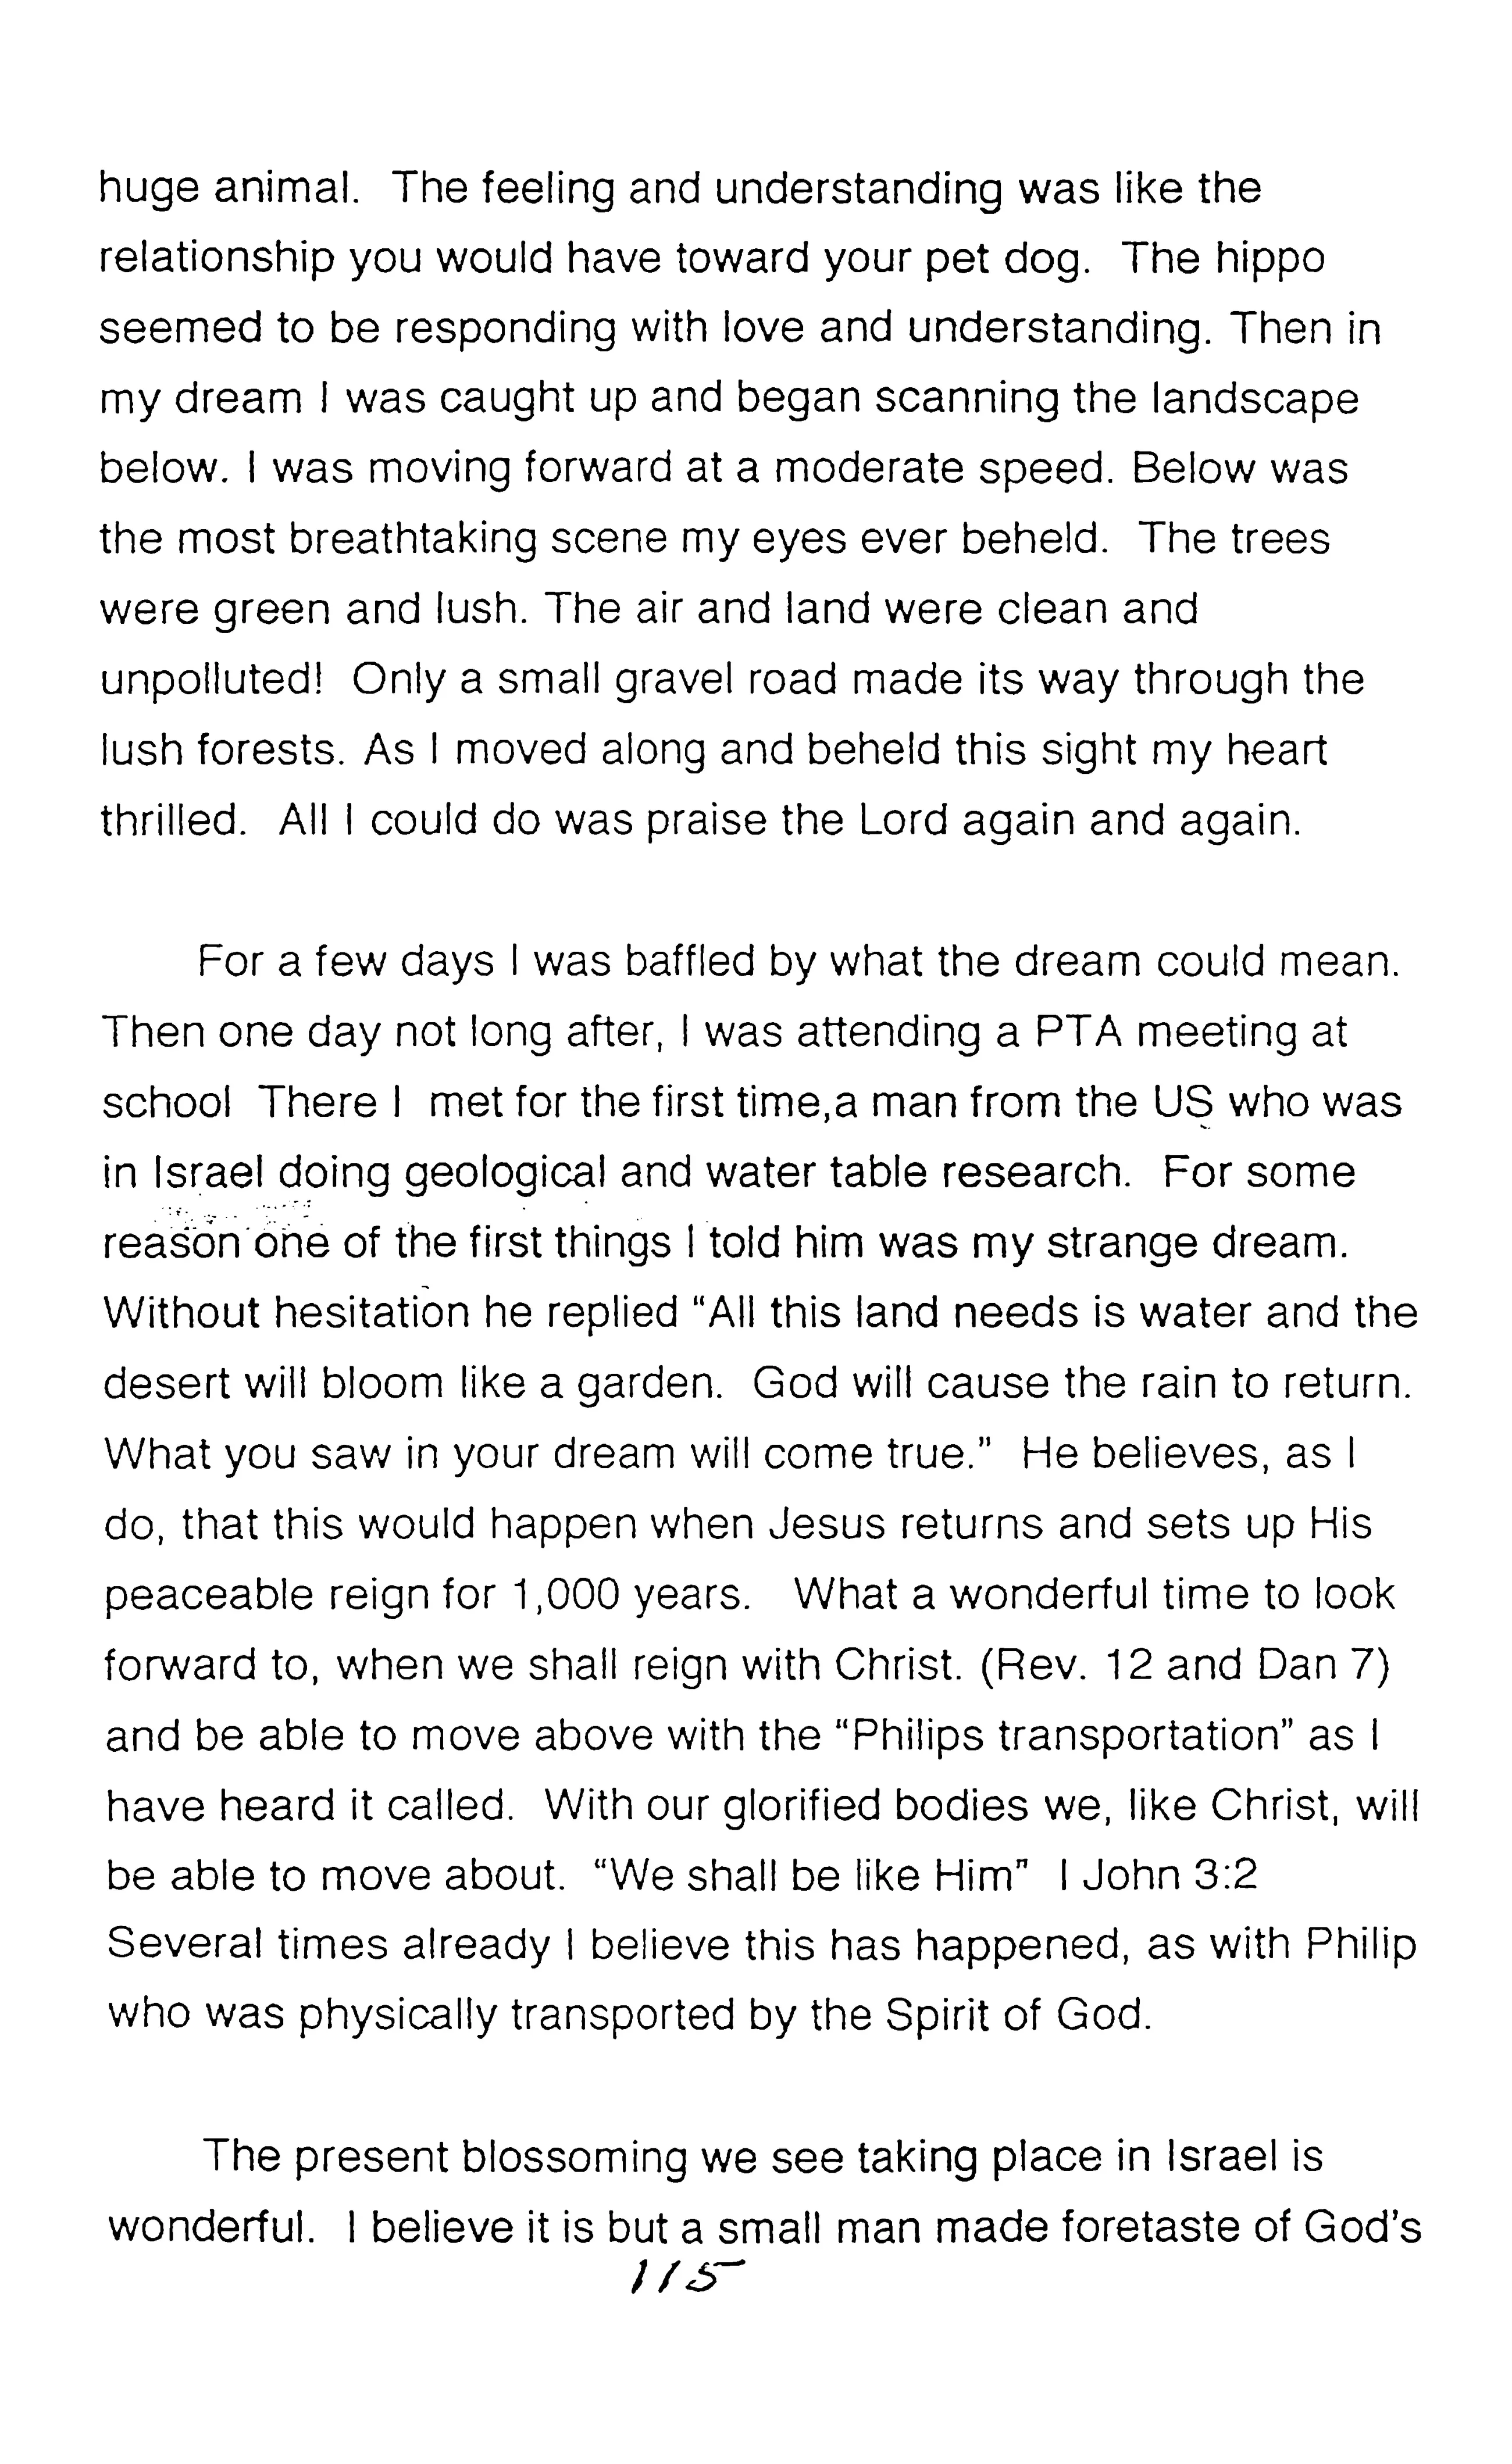 huge animal.  The feeling and understanding was like the
relationship you would have toward your pet dog.  The hippo
seemed to be responding with love and understanding. Then in
my dream I was caught up and began scanning the landscape
below. I was moving forward at a moderate speed. Below was
the most breathtaking scene my eyes ever beheld.  The trees
were green and lush. The air and land were clean and
unpolluted!  Only a small gravel road made its way through the
lush forests. As I moved along and beheld this sight my heart
thrilled.  All I could do was praise the Lord again and again.
For a few days I was baffled by what the dream could mean.
Then one day not long after, I was attending a PTA meeting at
school  There I  met for the first time,a man from the US who was
in Israel doing geological and water table research.  For some
reason one of the first things I told him was my strange dream.
Without hesitation he replied "All this land needs is water and the
desert will bloom like a garden.  God will cause the rain to return.
What you saw in your dream will come true."  He believes, as I
do, that this would happen when Jesus returns and sets up His
peaceable reign for 1,000 years.   What a wonderful time to look
forward to, when we shall reign with Christ. (Rev. 12 and Dan 7)
and be able to move above with the "Philips transportation" as I
have heard it called.  With our glorified bodies we, like Christ, will
be able to move about.  "We shall be like Him"  I John 3:2
Several times already I believe this has happened, as with Philip
who was physically transported by the Spirit of God.
The present blossoming we see taking place in Israel is
wonderful.  I believe it is but a small man made foretaste of God's
115